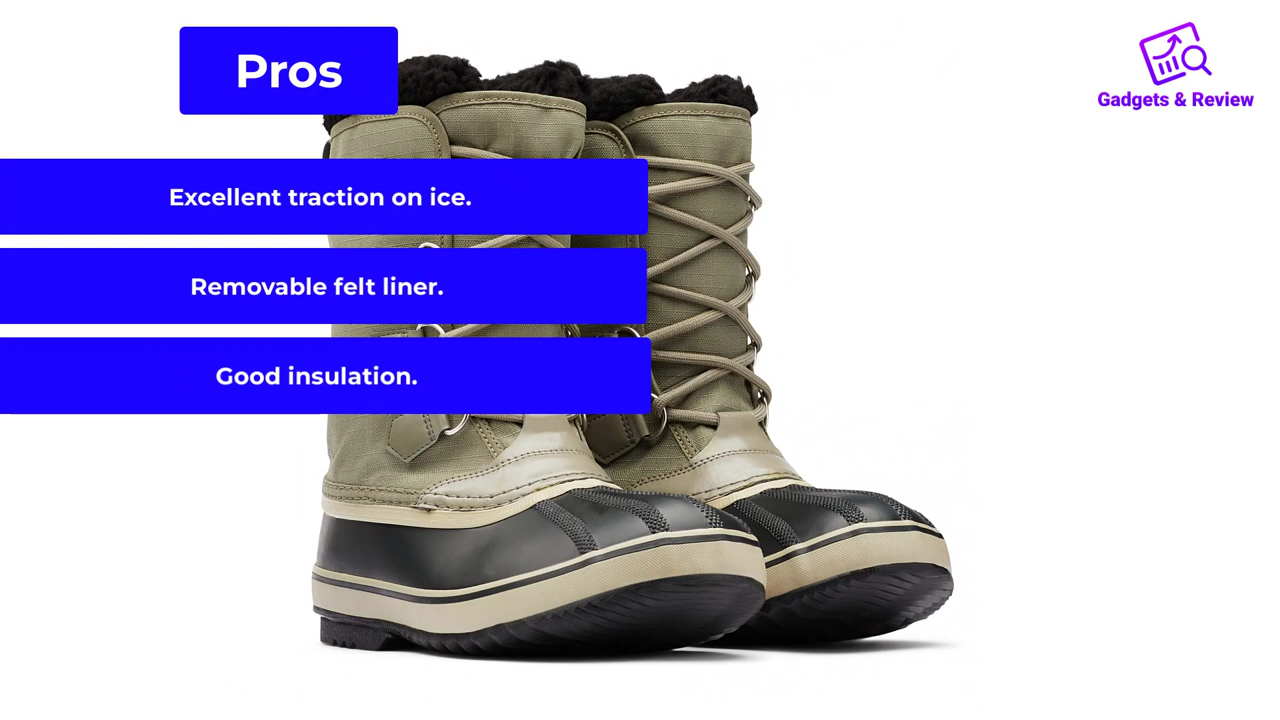 Pros
Gadgets & Review
Excellent traction on ice.
Removable felt liner.
Good insulation.